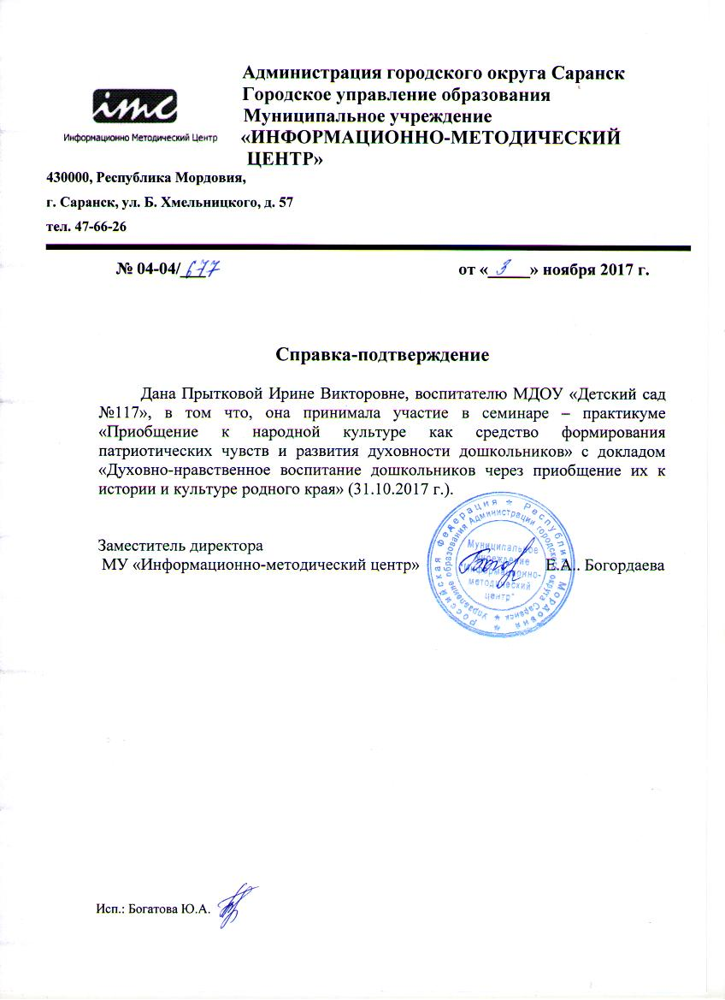 Администрация городского округа Саранск
Городское управление образования
Муниципальное учреждение
«ИНФОРМАЦИОННО-МЕТОДИЧЕСКИЙ
ЦЕНТР»
imc
Информационно Методический Центр
430000, Республика Мордовия,
г. Саранск, ул. Б. Хмельницкого, д. 57
тел. 47-66-26
№ 04-04/677 от «__3__» ноября 2017 г.
Справка-подтверждение
Дана Прытковой Ирине Викторовне, воспитателю МДОУ «Детский сад
№117», в том что, она принимала участие в семинаре – практикуме
«Приобщение к народной культуре как средство формирования
патриотических чувств и развития духовности дошкольников» с докладом
«Духовно-нравственное воспитание дошкольников через приобщение их к
истории и культуре родного края» (31.10.2017 г.).
Заместитель директора
МУ «Информационно-методический центр» Е.А.. Богордаева
Российская Федерация * Республика Мордовия *
Управление образования Администрации городского округа Саранск *
Муниципальное
учреждение
"Информационно-
методический
центр"
Исп.: Богатова Ю.А.